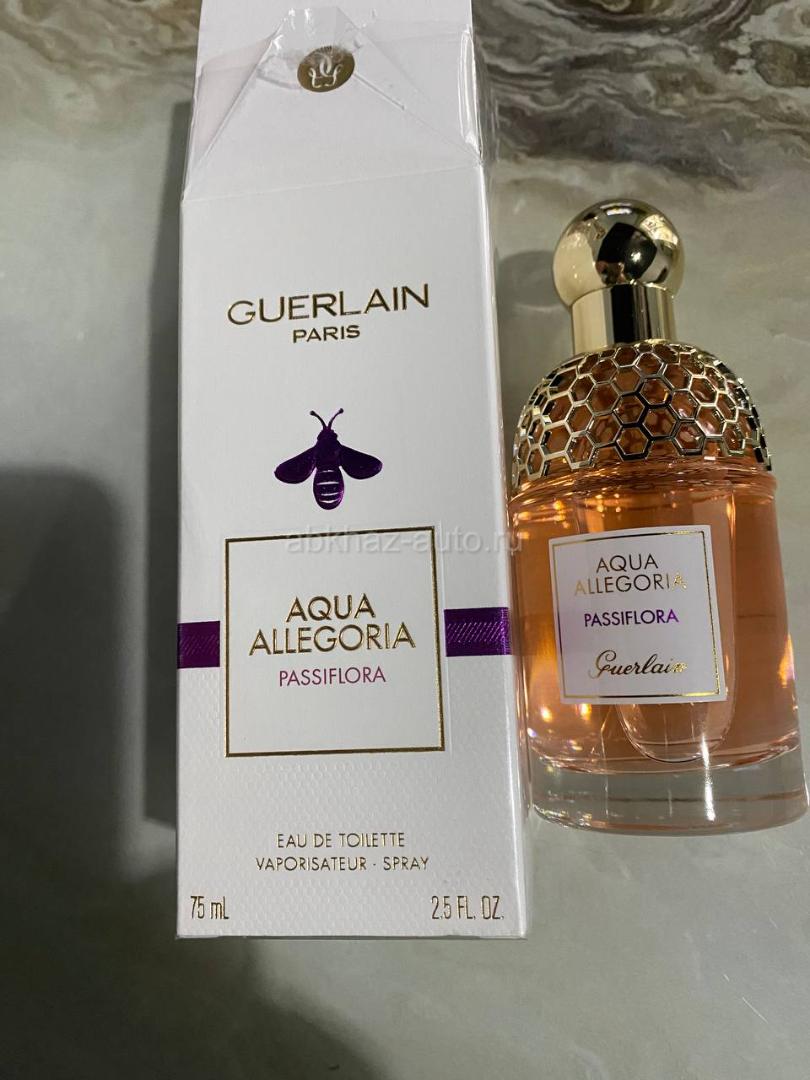 GUERLAIN
PARIS
abkhaz-auto.ru
AQUA
ALLEGORIA
PASSIFLORA
EAU DE TOILETTE
VAPORISATEUR · SPRAY
75 mL 2.5 FL. OZ.
AQUA
ALLEGORIA
PASSIFLORA
Guerlain